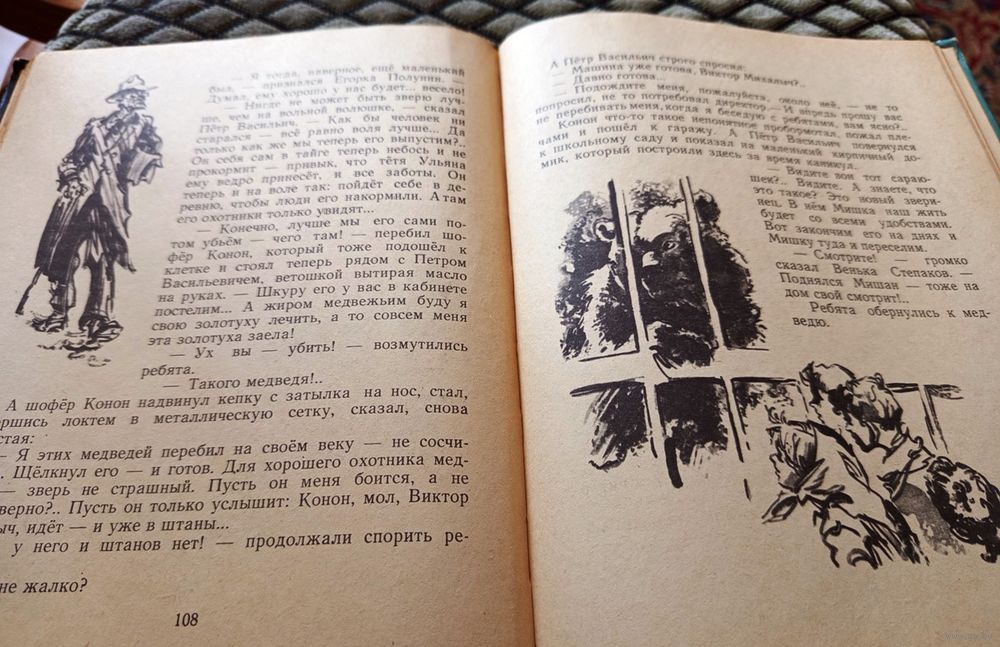 — Я тогда, наверное, ещё маленький
был, — признался Егорка Полунин. —
Думал, ему хорошо у нас будет... весело!
— Нигде не может быть зверю луч-
ше, чем на вольной волюшке, — сказал
Пётр Васильич. — Как бы человек ни
старался — всё равно воля лучше... Да
только как же мы теперь его выпустим?..
Он себя сам в тайге теперь небось и не
прокормит — привык, что тётя Ульяна
ему ведро принесёт, и все заботы. Он
теперь и на воле так: пойдёт себе в де-
ревню, чтобы люди его накормили. А там
его охотники только увидят...
— Конечно, лучше мы его сами по-
том убьём — чего там! — перебил шо-
фёр Конон, который тоже подошёл к
клетке и стоял теперь рядом с Петром
Васильевичем, ветошкой вытирая масло
на руках. — Шкуру его у вас в кабинете
постелим... А жиром медвежьим буду я
свою золотуху лечить, а то совсем меня
эта золотуха заела!
— Ух вы — убить! — возмутились
ребята.
— Такого медведя!..
А шофёр Конон надвинул кепку с затылка на нос, стал,
ершись локтем в металлическую сетку, сказал, снова
стая:
— Я этих медведей перебил на своём веку — не сосчи-
. Щёлкнул его — и готов. Для хорошего охотника мед-
— зверь не страшный. Пусть он меня боится, а не
верно?.. Пусть он только услышит: Конон, мол, Виктор
ыч, идёт — и уже в штаны...
у него и штанов нет! — продолжали спорить ре-
не жалко?
108
А Пётр Васильич строго спросил:
— Машина уже готова, Виктор Михалыч?..
— Давно готова...
— Подождите меня, пожалуйста, около неё, — не то
попросил, не то потребовал директор. — И впредь прошу вас
не перебивать меня, когда я беседую с ребятами, вам ясно?..
Конон что-то такое непонятное пробормотал, пожал пле-
чами и пошёл к гаражу. А Пётр Васильич повернулся
к школьному саду и показал на маленький кирпичный до-
мик, который построили здесь за время каникул.
— Видите вон тот сараю-
шек?.. Видите. А знаете, что
это такое? Это новый звери-
нец. В нём Мишка наш жить
будет со всеми удобствами.
Вот закончим его на днях и
Мишку туда и переселим.
— Смотрите! — громко
сказал Венька Степаков. —
Поднялся Мишан — тоже на
дом свой смотрит!..
Ребята обернулись к мед-
ведю.